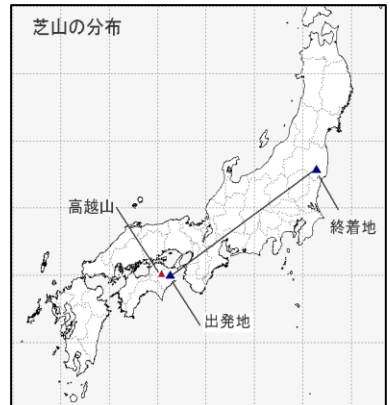 芝山の分布
高越山
終着地
出発地